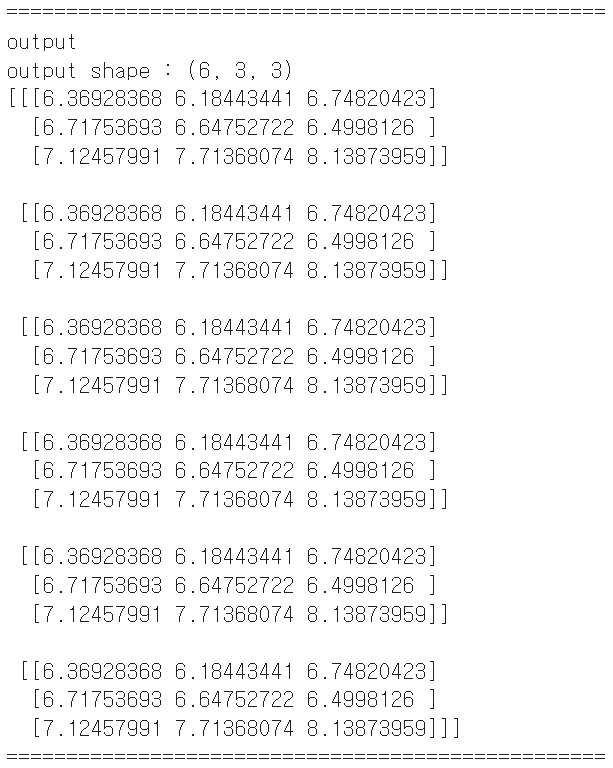 ==================================================
output
output shape : (6, 3, 3)
[[[6.36928368 6.18443441 6.74820423]
  [6.71753693 6.64752722 6.4998126 ]
  [7.12457991 7.71368074 8.13873959]]

 [[6.36928368 6.18443441 6.74820423]
  [6.71753693 6.64752722 6.4998126 ]
  [7.12457991 7.71368074 8.13873959]]

 [[6.36928368 6.18443441 6.74820423]
  [6.71753693 6.64752722 6.4998126 ]
  [7.12457991 7.71368074 8.13873959]]

 [[6.36928368 6.18443441 6.74820423]
  [6.71753693 6.64752722 6.4998126 ]
  [7.12457991 7.71368074 8.13873959]]

 [[6.36928368 6.18443441 6.74820423]
  [6.71753693 6.64752722 6.4998126 ]
  [7.12457991 7.71368074 8.13873959]]

 [[6.36928368 6.18443441 6.74820423]
  [6.71753693 6.64752722 6.4998126 ]
  [7.12457991 7.71368074 8.13873959]]]
==================================================